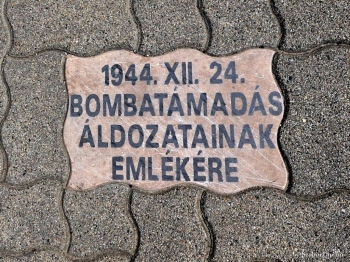 1944. XII. 24.
BOMBATÁMADÁS
ÁLDOZATAINAK
EMLÉKÉRE